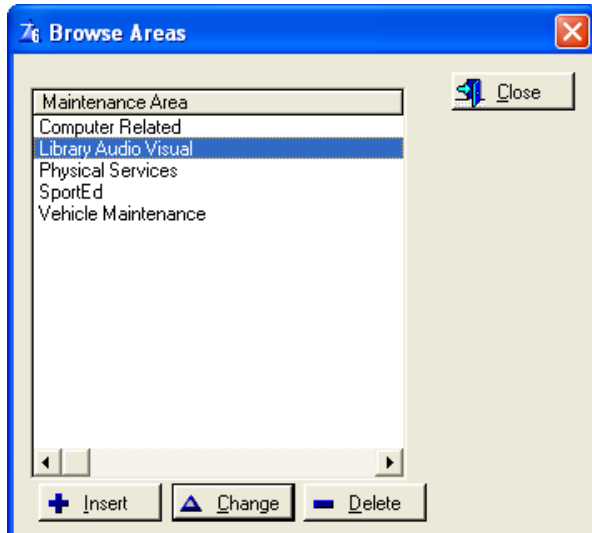 Browse Areas
Close
Maintenance Area
Computer Related
Library Audio Visual
Physical Services
SportEd
Vehicle Maintenance
Insert
Change
Delete